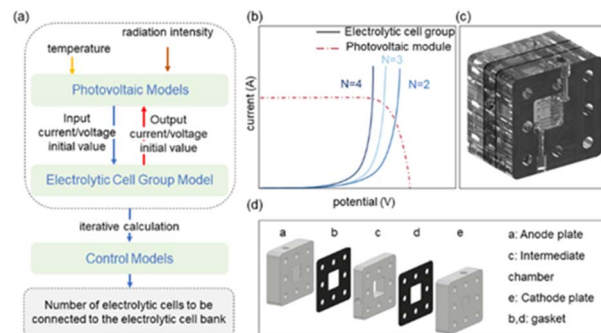 (a)
temperature
radiation intensity
Photovoltaic Models
Input
current/voltage
initial value
Output
current/voltage
initial value
Electrolytic Cell Group Model
iterative calculation
Control Models
Number of electrolytic cells to be
connected to the electrolytic cell bank
(b)
Electrolytic cell group
Photovoltaic module
N=4
N=3
N=2
current (A)
potential (V)
(c)
(d)
a
b
c
d
e
a: Anode plate
c: Intermediate
chamber
e: Cathode plate
b,d: gasket